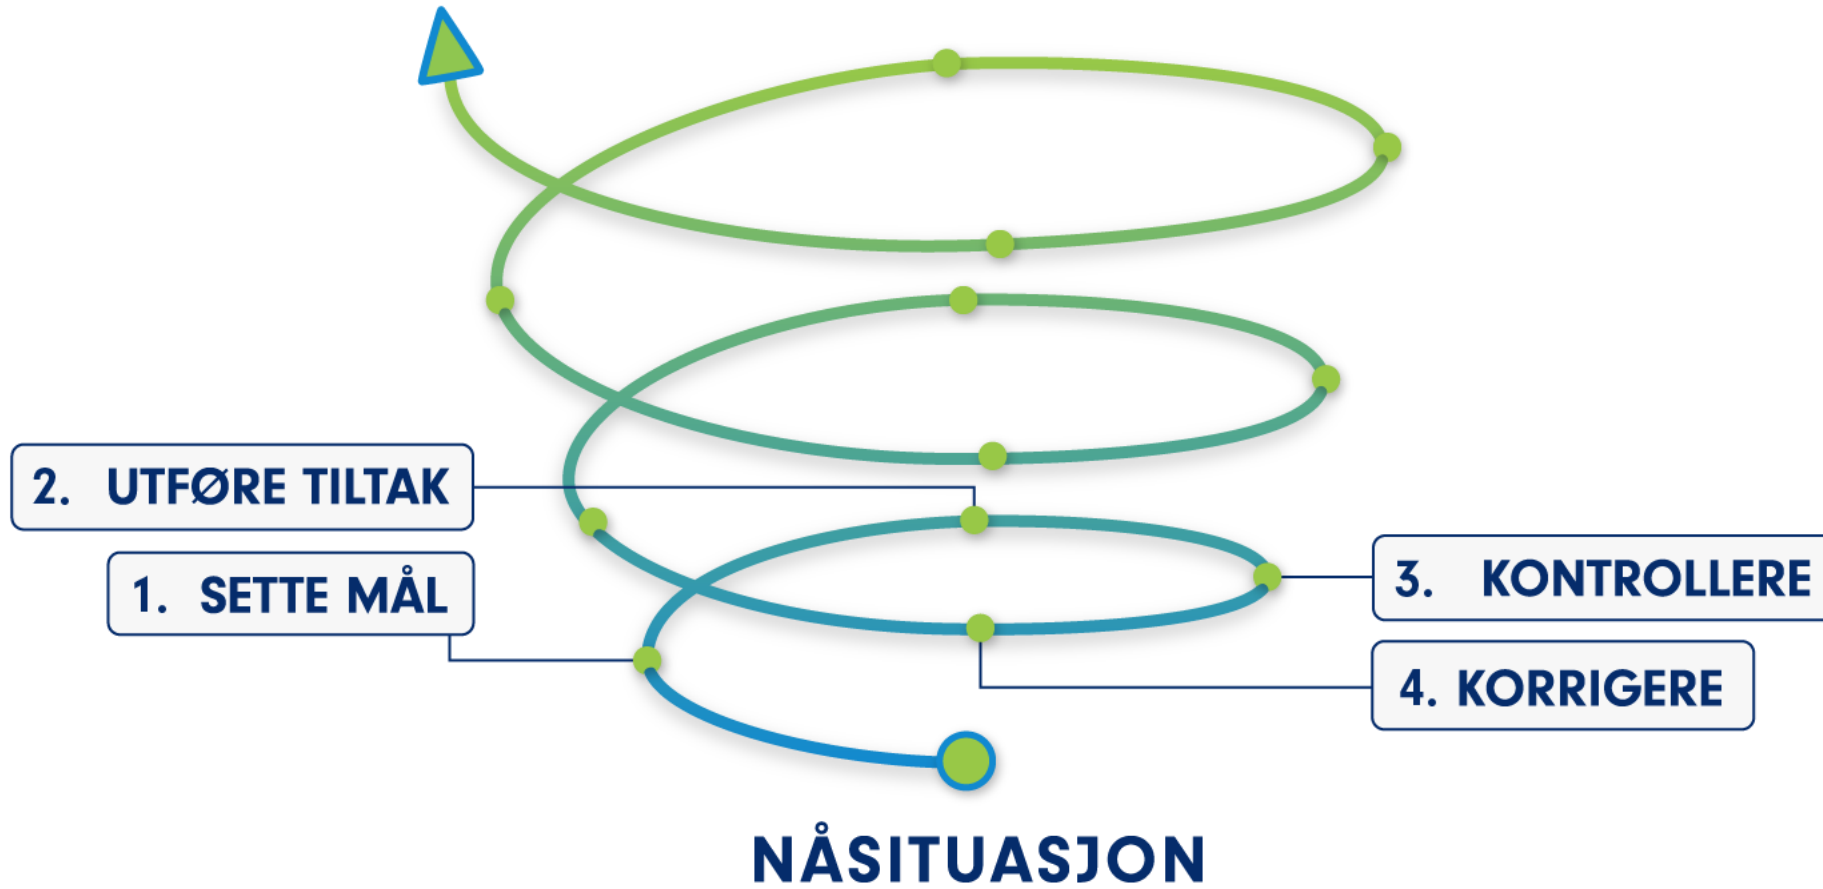 2. UTFØRE TILTAK
1. SETTE MÅL
3. KONTROLLERE
4. KORRIGERE
NÅSITUASJON